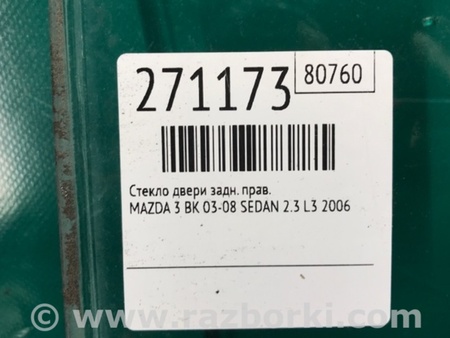 271173
80760
Стекло двери задн. прав.
MAZDA 3 BK 03-08 SEDAN 2.3 L3 2006
© www.razborki.com